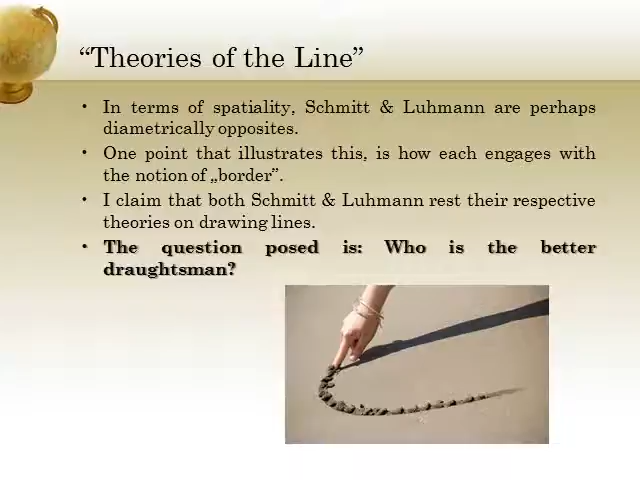 “Theories of the Line”
• In terms of spatiality, Schmitt & Luhmann are perhaps
diametrically opposites.
• One point that illustrates this, is how each engages with
the notion of „border”.
• I claim that both Schmitt & Luhmann rest their respective
theories on drawing lines.
• The question posed is: Who is the better
draughtsman?